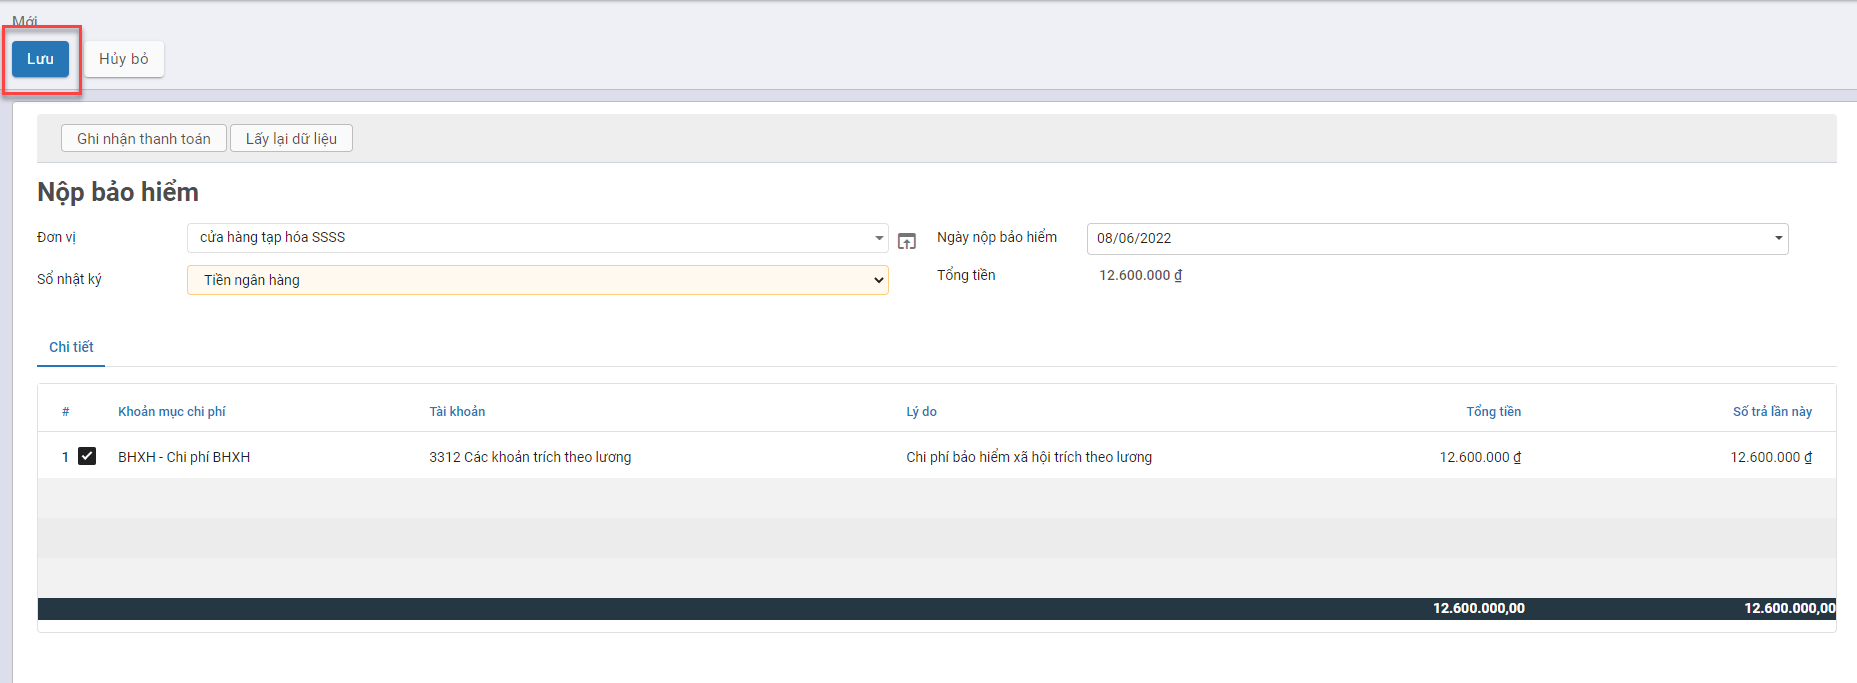 Mới
Lưu Hủy bỏ
Ghi nhận thanh toán Lấy lại dữ liệu
Nộp bảo hiểm
Đơn vị cửa hàng tạp hóa SSSS Ngày nộp bảo hiểm 08/06/2022
Sổ nhật ký Tiền ngân hàng Tổng tiền 12.600.000 ₫
Chi tiết
# Khoản mục chi phí Tài khoản Lý do Tổng tiền Số trả lần này
1 BHXH - Chi phí BHXH 3312 Các khoản trích theo lương Chi phí bảo hiểm xã hội trích theo lương 12.600.000 ₫ 12.600.000 ₫
12.600.000,00 12.600.000,00